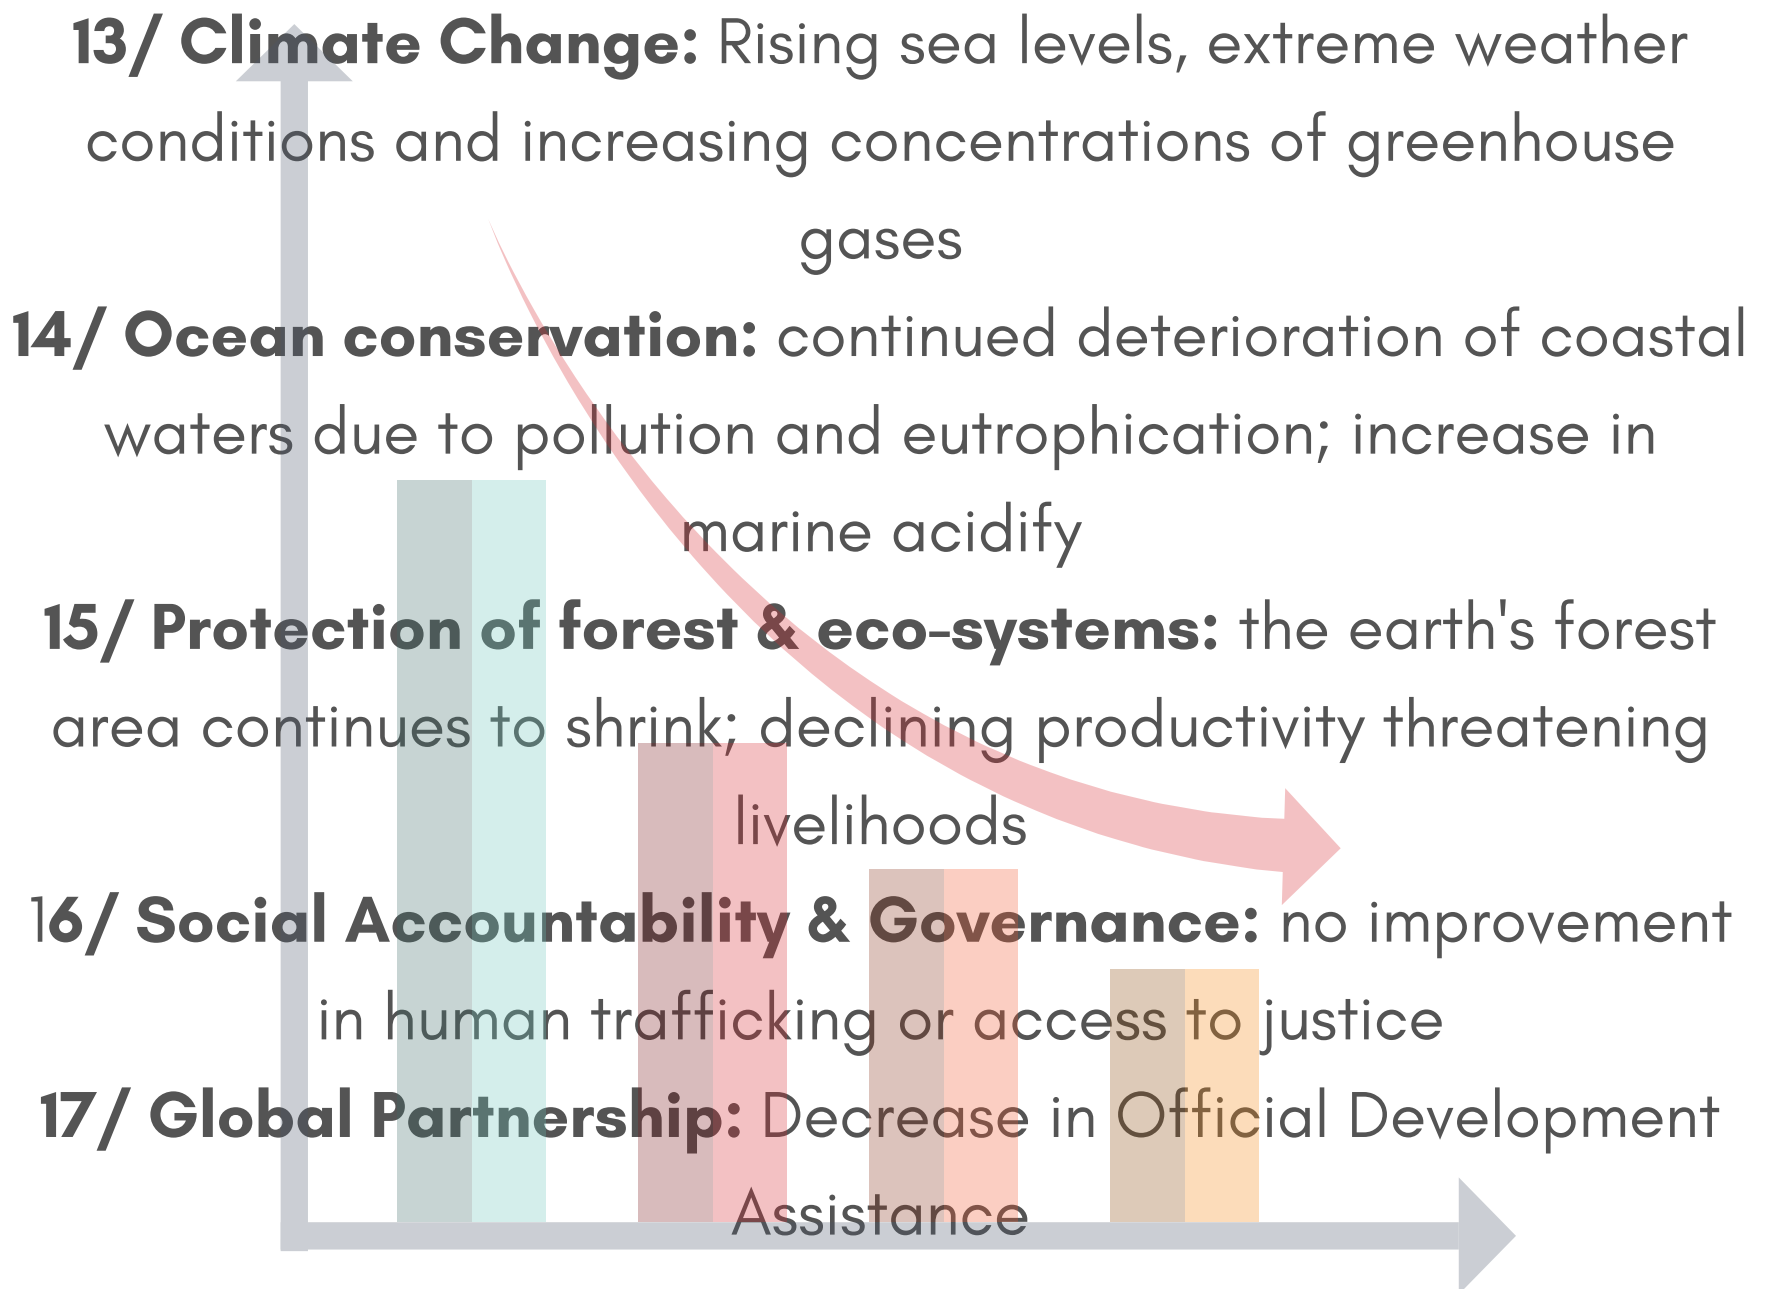 13/ Climate Change: Rising sea levels, extreme weather
conditions and increasing concentrations of greenhouse
gases
14/ Ocean conservation: continued deterioration of coastal
waters due to pollution and eutrophication; increase in
marine acidify
15/ Protection of forest & eco-systems: the earth's forest
area continues to shrink; declining productivity threatening
livelihoods
16/ Social Accountability & Governance: no improvement
in human trafficking or access to justice
17/ Global Partnership: Decrease in Official Development
Assistance